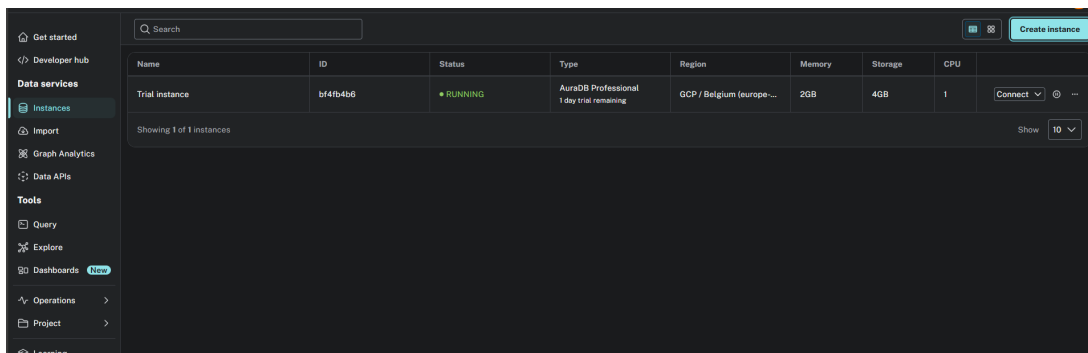 Get started
Developer hub
Data services
Instances
Import
Graph Analytics
Data APIs
Tools
Query
Explore
Dashboards New
Operations
Project
Learning
Search
Create instance
Name ID Status Type Region Memory Storage CPU
Trial instance bf4fb4b6 RUNNING AuraDB Professional GCP / Belgium (europe-... 2GB 4GB 1 Connect
1 day trial remaining
Showing 1 of 1 instances Show 10